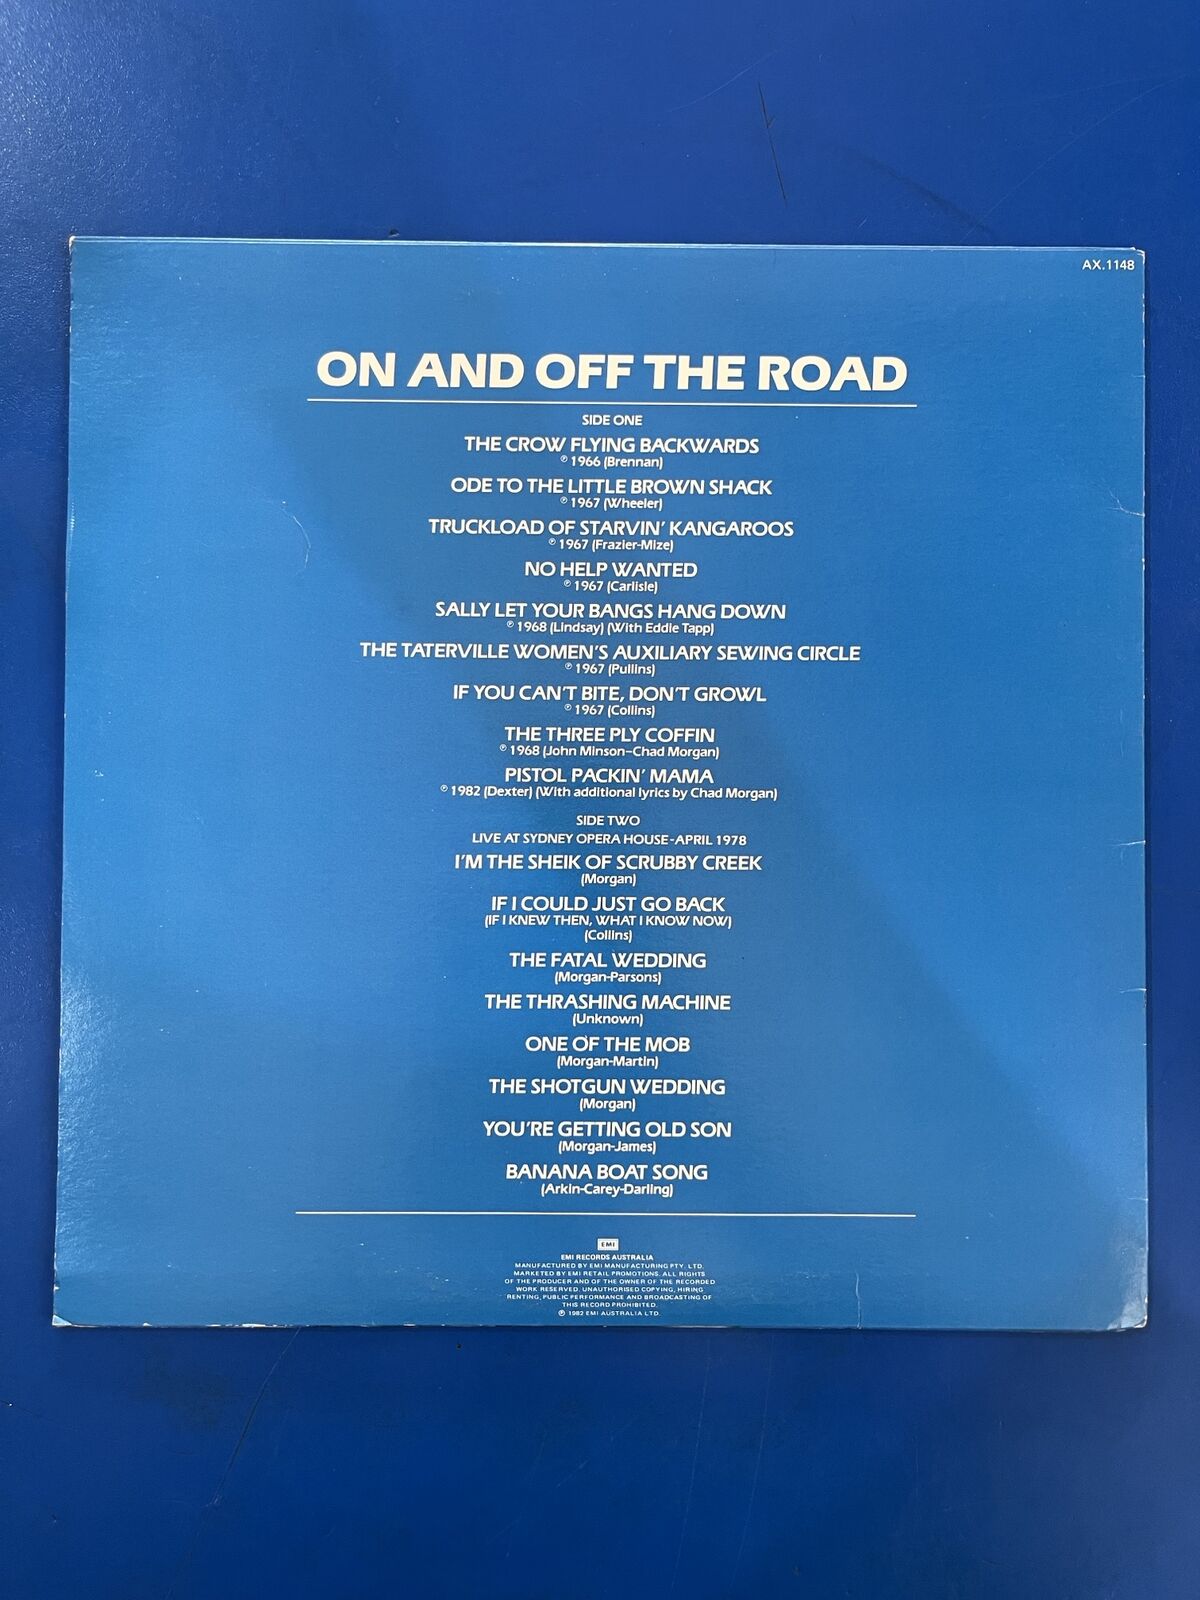 AX.1148
ON AND OFF THE ROAD
SIDE ONE
THE CROW FLYING BACKWARDS
℗ 1966 (Brennan)
ODE TO THE LITTLE BROWN SHACK
℗ 1967 (Wheeler)
TRUCKLOAD OF STARVIN' KANGAROOS
℗ 1967 (Frazier-Mize)
NO HELP WANTED
℗ 1967 (Carlisle)
SALLY LET YOUR BANGS HANG DOWN
℗ 1968 (Lindsay) (With Eddie Tapp)
THE TATERVILLE WOMEN'S AUXILIARY SEWING CIRCLE
℗ 1967 (Pullins)
IF YOU CAN'T BITE, DON'T GROWL
℗ 1967 (Collins)
THE THREE PLY COFFIN
℗ 1968 (John Minson-Chad Morgan)
PISTOL PACKIN' MAMA
℗ 1982 (Dexter) (With additional lyrics by Chad Morgan)
SIDE TWO
LIVE AT SYDNEY OPERA HOUSE-APRIL 1978
I'M THE SHEIK OF SCRUBBY CREEK
(Morgan)
IF I COULD JUST GO BACK
(IF I KNEW THEN, WHAT I KNOW NOW)
(Collins)
THE FATAL WEDDING
(Morgan-Parsons)
THE THRASHING MACHINE
(Unknown)
ONE OF THE MOB
(Morgan-Martin)
THE SHOTGUN WEDDING
(Morgan)
YOU'RE GETTING OLD SON
(Morgan-James)
BANANA BOAT SONG
(Arkin-Carey-Darling)
EMI
EMI RECORDS AUSTRALIA
MANUFACTURED BY EMI MANUFACTURING PTY. LTD.
MARKETED BY EMI RETAIL PROMOTIONS. ALL RIGHTS
OF THE PRODUCER AND OF THE OWNER OF THE RECORDED
WORK RESERVED. UNAUTHORISED COPYING, HIRING
RENTING, PUBLIC PERFORMANCE AND BROADCASTING OF
THIS RECORD PROHIBITED.
℗ 1982 EMI AUSTRALIA LTD.